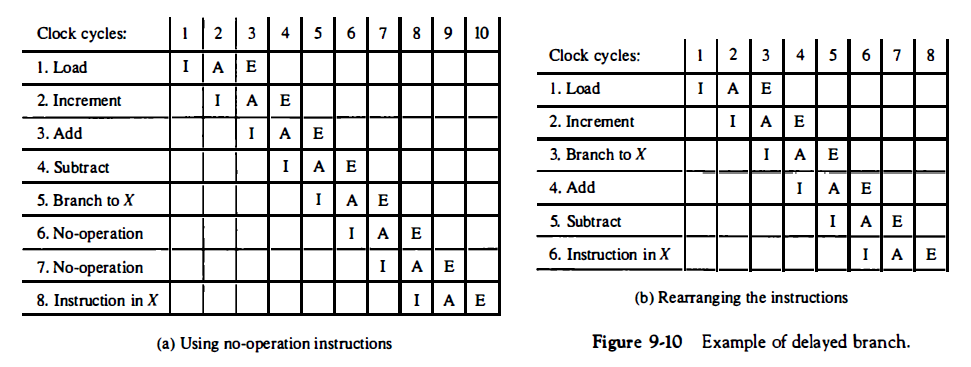 Clock cycles: 1 2 3 4 5 6 7 8 9 10
1. Load I A E
2. Increment I A E
3. Add I A E
4. Subtract I A E
5. Branch to X I A E
6. No-operation I A E
7. No-operation I A E
8. Instruction in X I A E
(a) Using no-operation instructions
Clock cycles: 1 2 3 4 5 6 7 8
1. Load I A E
2. Increment I A E
3. Branch to X I A E
4. Add I A E
5. Subtract I A E
6. Instruction in X I A E
(b) Rearranging the instructions
Figure 9-10 Example of delayed branch.